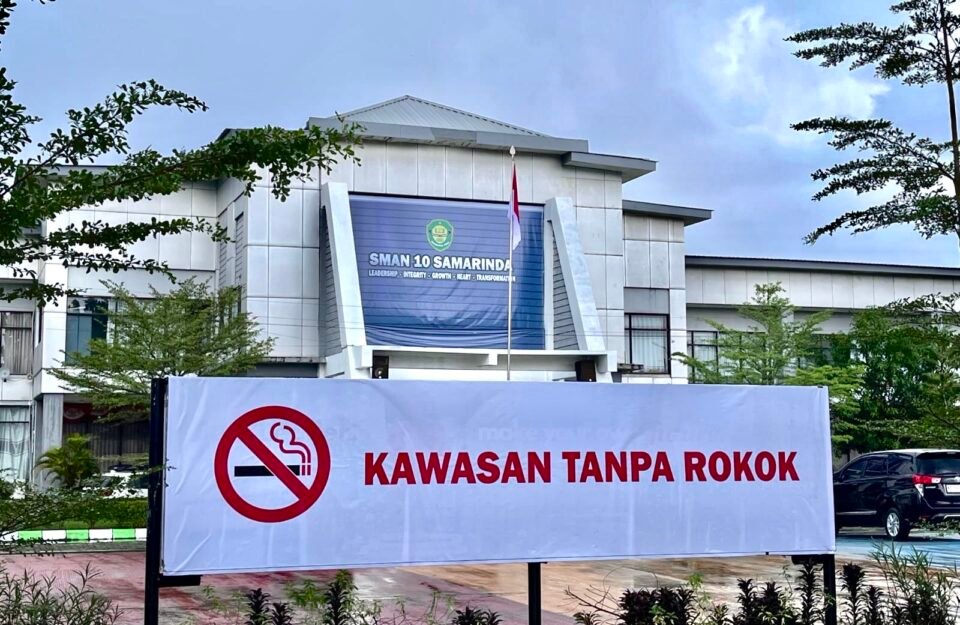 SMAN 10 SAMARINDA
LEADERSHIP - INTEGRITY - GROWTH - HEART - TRANSFORMATION
KAWASAN TANPA ROKOK